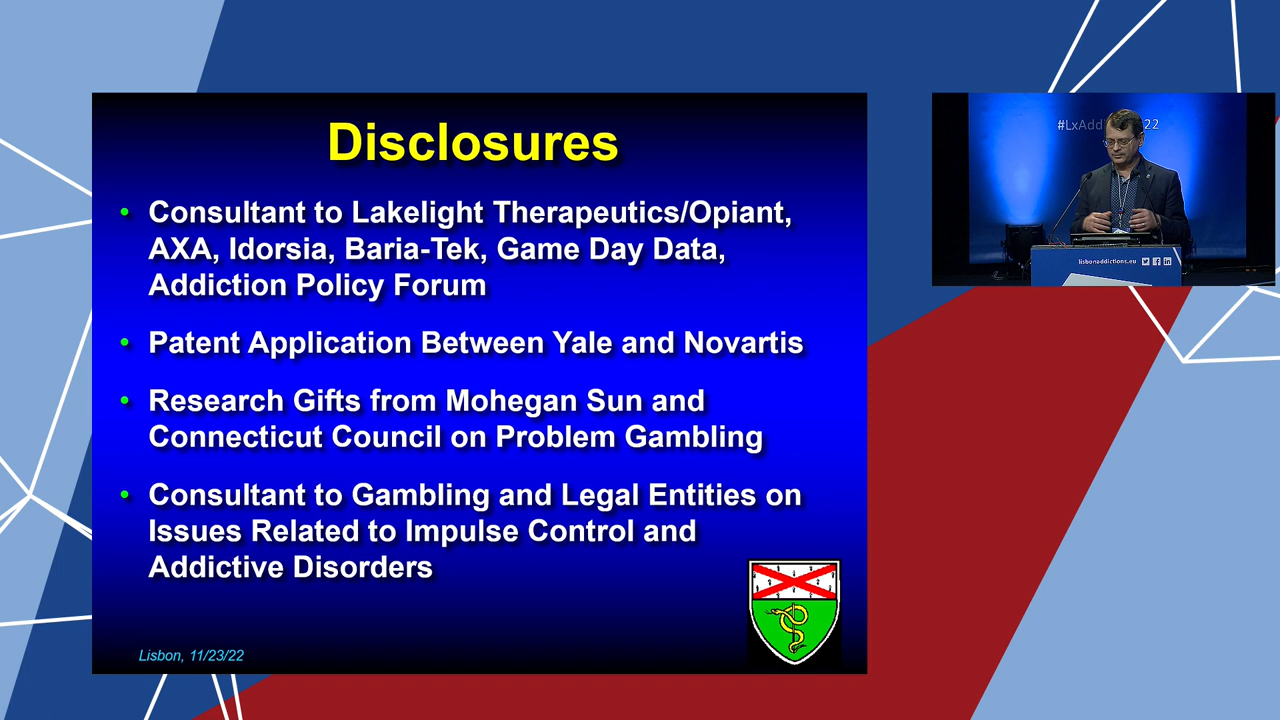 Disclosures
• Consultant to Lakelight Therapeutics/Opiant,
AXA, Idorsia, Baria-Tek, Game Day Data,
Addiction Policy Forum
• Patent Application Between Yale and Novartis
• Research Gifts from Mohegan Sun and
Connecticut Council on Problem Gambling
• Consultant to Gambling and Legal Entities on
Issues Related to Impulse Control and
Addictive Disorders
Lisbon, 11/23/22
#LxAdd 22
lisbonaddictions.eu